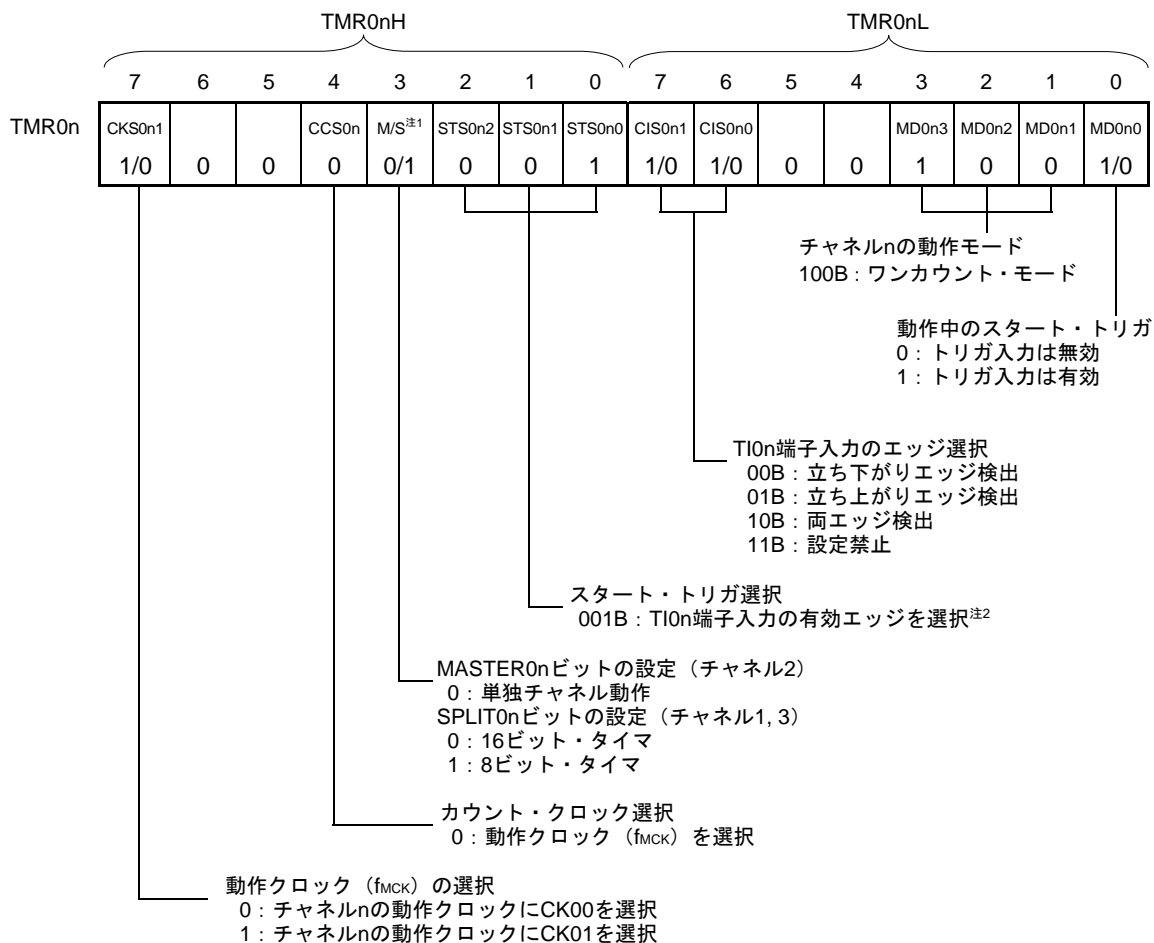 TMR0nH TMR0nL
7 6 5 4 3 2 1 0 7 6 5 4 3 2 1 0
TMR0n CKS0n1 CCS0n M/S注1 STS0n2 STS0n1 STS0n0 CIS0n1 CIS0n0 MD0n3 MD0n2 MD0n1 MD0n0
1/0 0 0 0 0/1 0 0 1 1/0 1/0 0 0 1 0 0 1/0
チャネルnの動作モード
100B：ワンカウント・モード
動作中のスタート・トリガ
0：トリガ入力は無効
1：トリガ入力は有効
TI0n端子入力のエッジ選択
00B：立ち下がりエッジ検出
01B：立ち上がりエッジ検出
10B：両エッジ検出
11B：設定禁止
スタート・トリガ選択
001B：TI0n端子入力の有効エッジを選択注2
MASTER0nビットの設定（チャネル2）
0：単独チャネル動作
SPLIT0nビットの設定（チャネル1, 3）
0：16ビット・タイマ
1：8ビット・タイマ
カウント・クロック選択
0：動作クロック（fMCK）を選択
動作クロック（fMCK）の選択
0：チャネルnの動作クロックにCK00を選択
1：チャネルnの動作クロックにCK01を選択